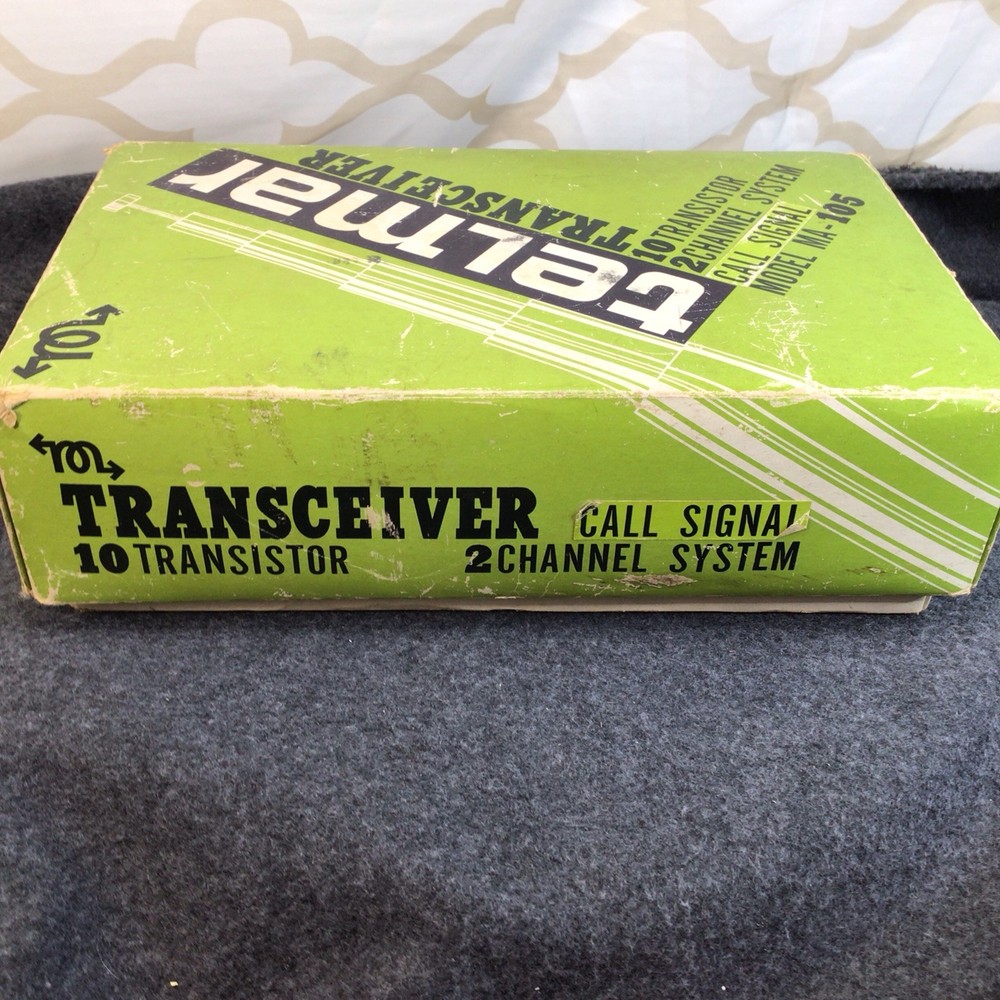 teLmar
TRANSCEIVER
10 TRANSISTOR
2 CHANNEL SYSTEM
CALL SIGNAL
MODEL MA-105
m
m
TRANSCEIVER
CALL SIGNAL
10 TRANSISTOR 2 CHANNEL SYSTEM